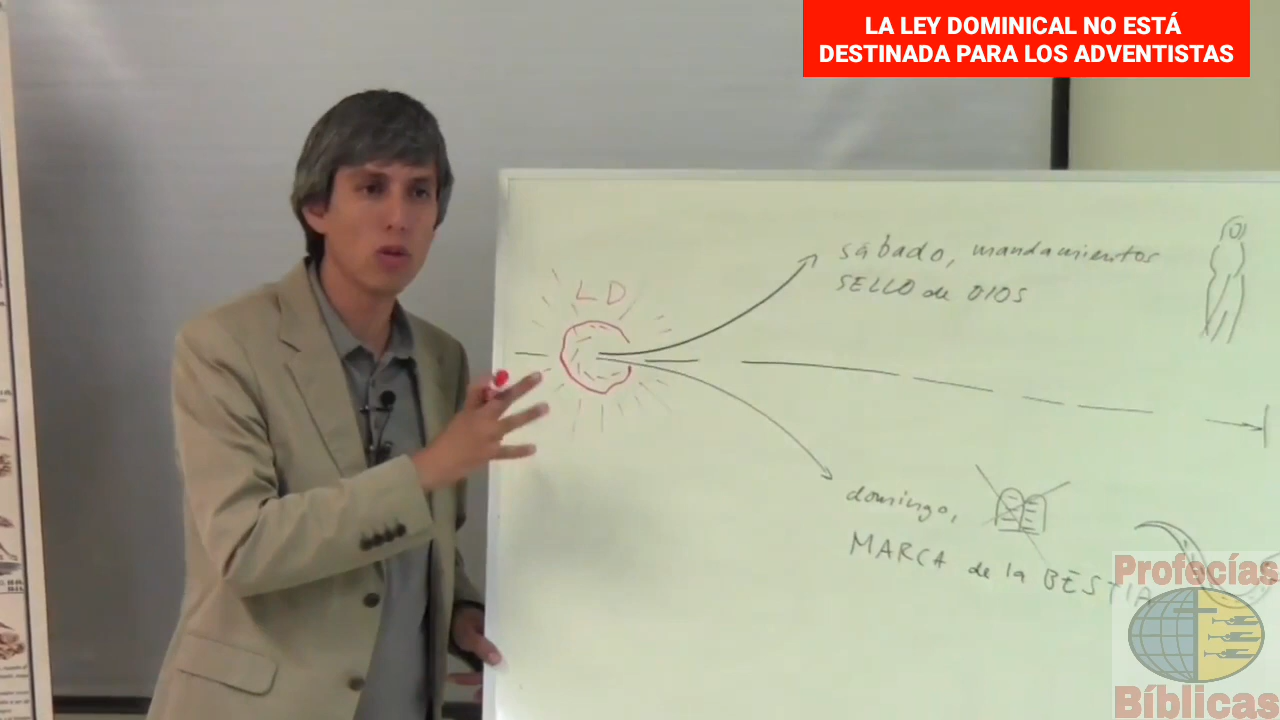 LA LEY DOMINICAL NO ESTÁ
DESTINADA PARA LOS ADVENTISTAS
LD
sábado, mandamientos
SELLO de DIOS
domingo,
MARCA de la BESTIA
Profecías
Bíblicas